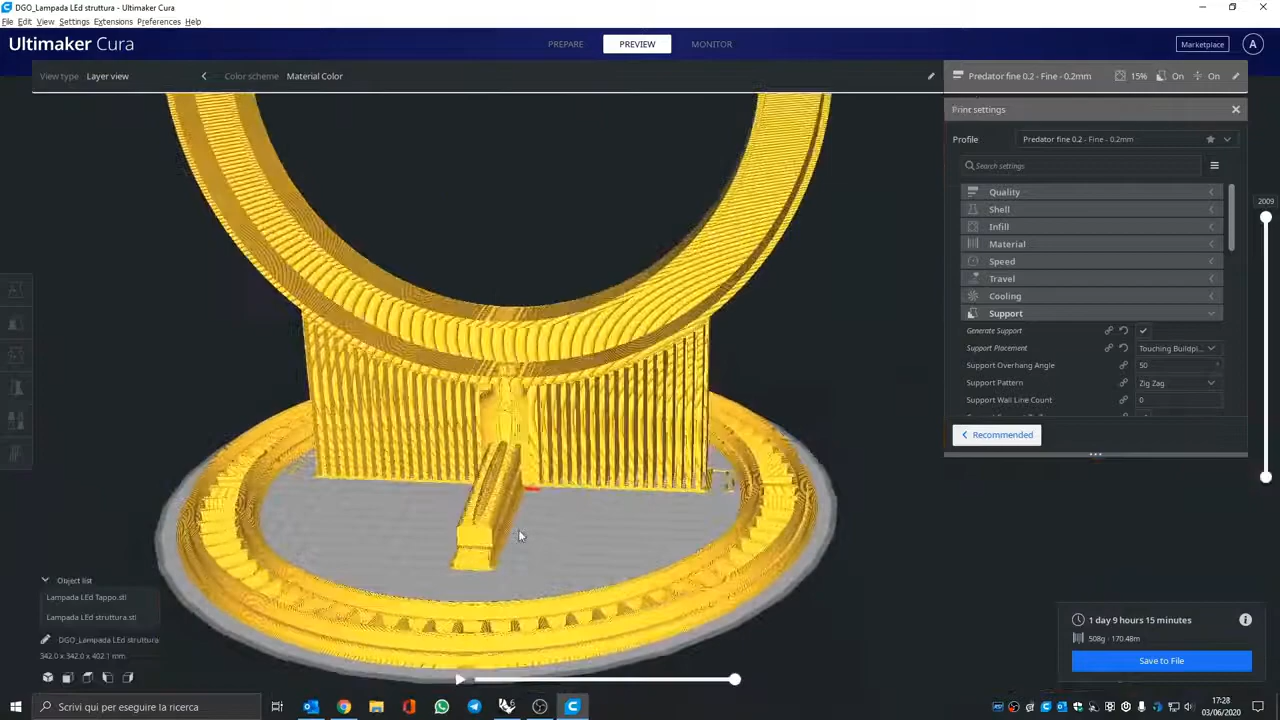 DGO_Lampada LEd struttura - Ultimaker Cura
File Edit View Settings Extensions Preferences Help
Ultimaker Cura
PREPARE PREVIEW MONITOR
Marketplace A
View type Layer view
Color scheme Material Color
Predator fine 0.2 - Fine - 0.2mm 15% On On
Print settings
Profile Predator fine 0.2 - Fine - 0.2mm
Search settings
Quality
2009
Shell
Infill
Material
Speed
Travel
Cooling
Support
Generate Support
Support Placement Touching Buildpl...
Support Overhang Angle 50 °
Support Pattern Zig Zag
Support Wall Line Count 0
Recommended
Object list
Lampada LEd Tappo.stl
Lampada LEd struttura.stl
DGO_Lampada LEd struttura
342.0 x 342.0 x 402.1 mm
1 day 9 hours 15 minutes
508g · 170.48m
Save to File
Scrivi qui per eseguire la ricerca
17:28
03/06/2020